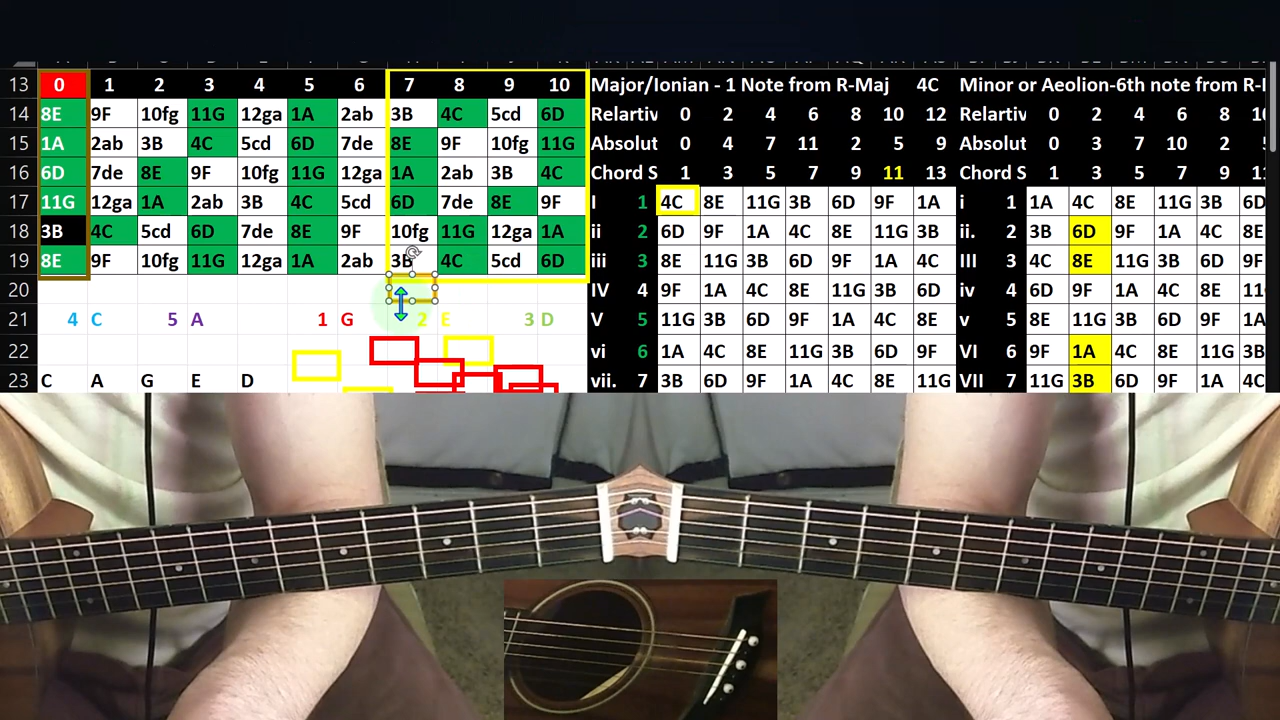 13 0 1 2 3 4 5 6 7 8 9 10 Major/Ionian - 1 Note from R-Maj 4C Minor or Aeolion-6th note from R-
14 8E 9F 10fg 11G 12ga 1A 2ab 3B 4C 5cd 6D Relartiv 0 2 4 6 8 10 12 Relartiv 0 2 4 6 8
15 1A 2ab 3B 4C 5cd 6D 7de 8E 9F 10fg 11G Absolut 0 4 7 11 2 5 9 Absolut 0 3 7 10 2
16 6D 7de 8E 9F 10fg 11G 12ga 1A 2ab 3B 4C Chord S 1 3 5 7 9 11 13 Chord S 1 3 5 7 9
17 11G 12ga 1A 2ab 3B 4C 5cd 6D 7de 8E 9F I 1 4C 8E 11G 3B 6D 9F 1A i 1 1A 4C 8E 11G 3B 6D
18 3B 4C 5cd 6D 7de 8E 9F 10fg 11G 12ga 1A ii 2 6D 9F 1A 4C 8E 11G 3B ii. 2 3B 6D 9F 1A 4C 8E
19 8E 9F 10fg 11G 12ga 1A 2ab 3B 4C 5cd 6D iii 3 8E 11G 3B 6D 9F 1A 4C III 3 4C 8E 11G 3B 6D
20 IV 4 9F 1A 4C 8E 11G 3B 6D iv 4 6D 9F 1A 4C 8E 11
21 4 C 5 A 1 G 2 E 3 D V 5 11G 3B 6D 9F 1A 4C 8E v 5 8E 11G 3B 6D 9F
22 vi 6 1A 4C 8E 11G 3B 6D 9F VI 6 9F 1A 4C 8E 11G 3B
23 C A G E D vii. 7 3B 6D 9F 1A 4C 8E 11G VII 7 11G 3B 6D 9F 1A 4C